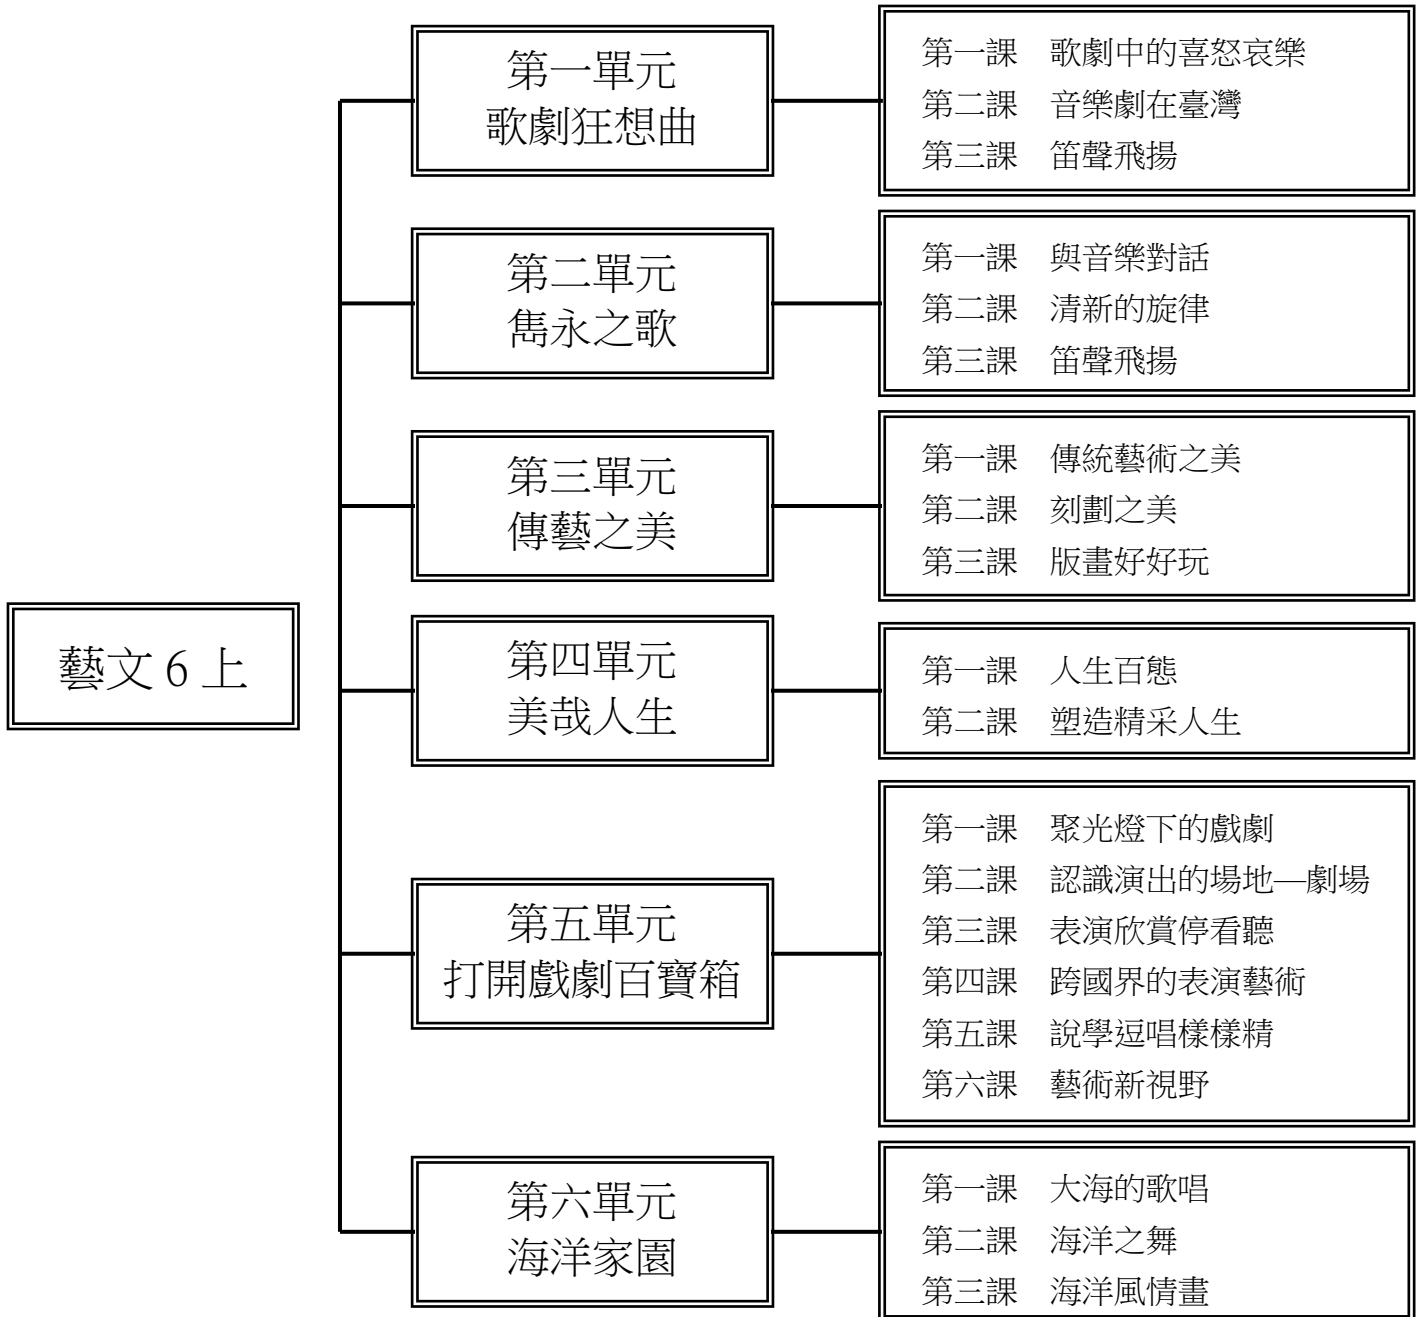 藝文 6 上
第一單元
歌劇狂想曲
第一課　歌劇中的喜怒哀樂
第二課　音樂劇在臺灣
第三課　笛聲飛揚
第二單元
雋永之歌
第一課　與音樂對話
第二課　清新的旋律
第三課　笛聲飛揚
第三單元
傳藝之美
第一課　傳統藝術之美
第二課　刻劃之美
第三課　版畫好好玩
第四單元
美哉人生
第一課　人生百態
第二課　塑造精采人生
第五單元
打開戲劇百寶箱
第一課　聚光燈下的戲劇
第二課　認識演出的場地—劇場
第三課　表演欣賞停看聽
第四課　跨國界的表演藝術
第五課　說學逗唱樣樣精
第六課　藝術新視野
第六單元
海洋家園
第一課　大海的歌唱
第二課　海洋之舞
第三課　海洋風情畫